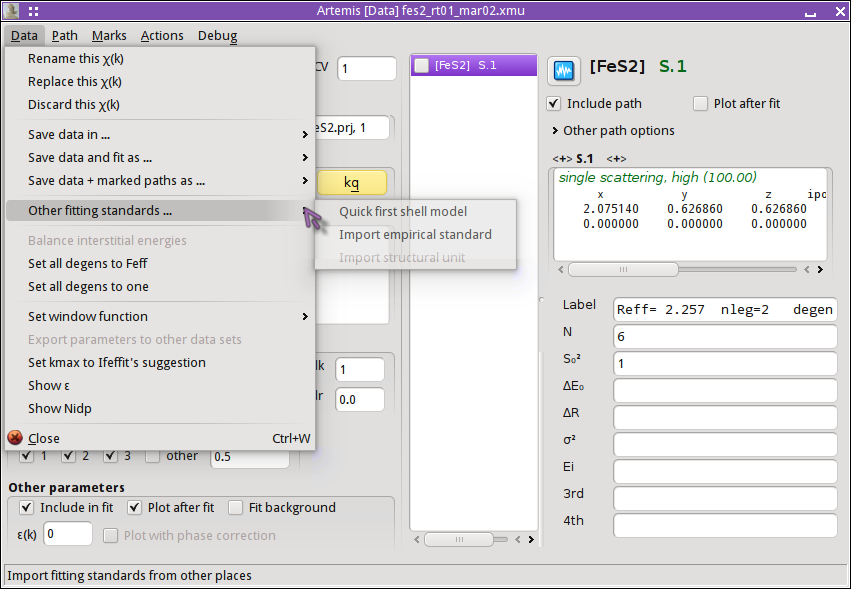 Artemis [Data] fes2_rt01_mar02.xmu
Data Path Marks Actions Debug
Rename this χ(k)
Replace this χ(k)
Discard this χ(k)
Save data in ...
Save data and fit as ...
Save data + marked paths as ...
Other fitting standards ...
Balance interstitial energies
Set all degens to Feff
Set all degens to one
Set window function
Export parameters to other data sets
Set kmax to Ifeffit's suggestion
Show ε
Show Nidp
Close Ctrl+W
Quick first shell model
Import empirical standard
Import structural unit
CV 1
eS2.prj, 1
kq
dk 1
dr 0.0
1 2 3 other 0.5
Other parameters
Include in fit Plot after fit Fit background
ε(k) 0 Plot with phase correction
[FeS2] S.1
[FeS2] S.1
Include path Plot after fit
Other path options
<+> S.1 <+>
single scattering, high (100.00)
x y z ipo
2.075140 0.626860 0.626860
0.000000 0.000000 0.000000
Label Reff= 2.257 nleg=2 degen
N 6
S₀² 1
ΔE₀
ΔR
σ²
Ei
3rd
4th
Import fitting standards from other places